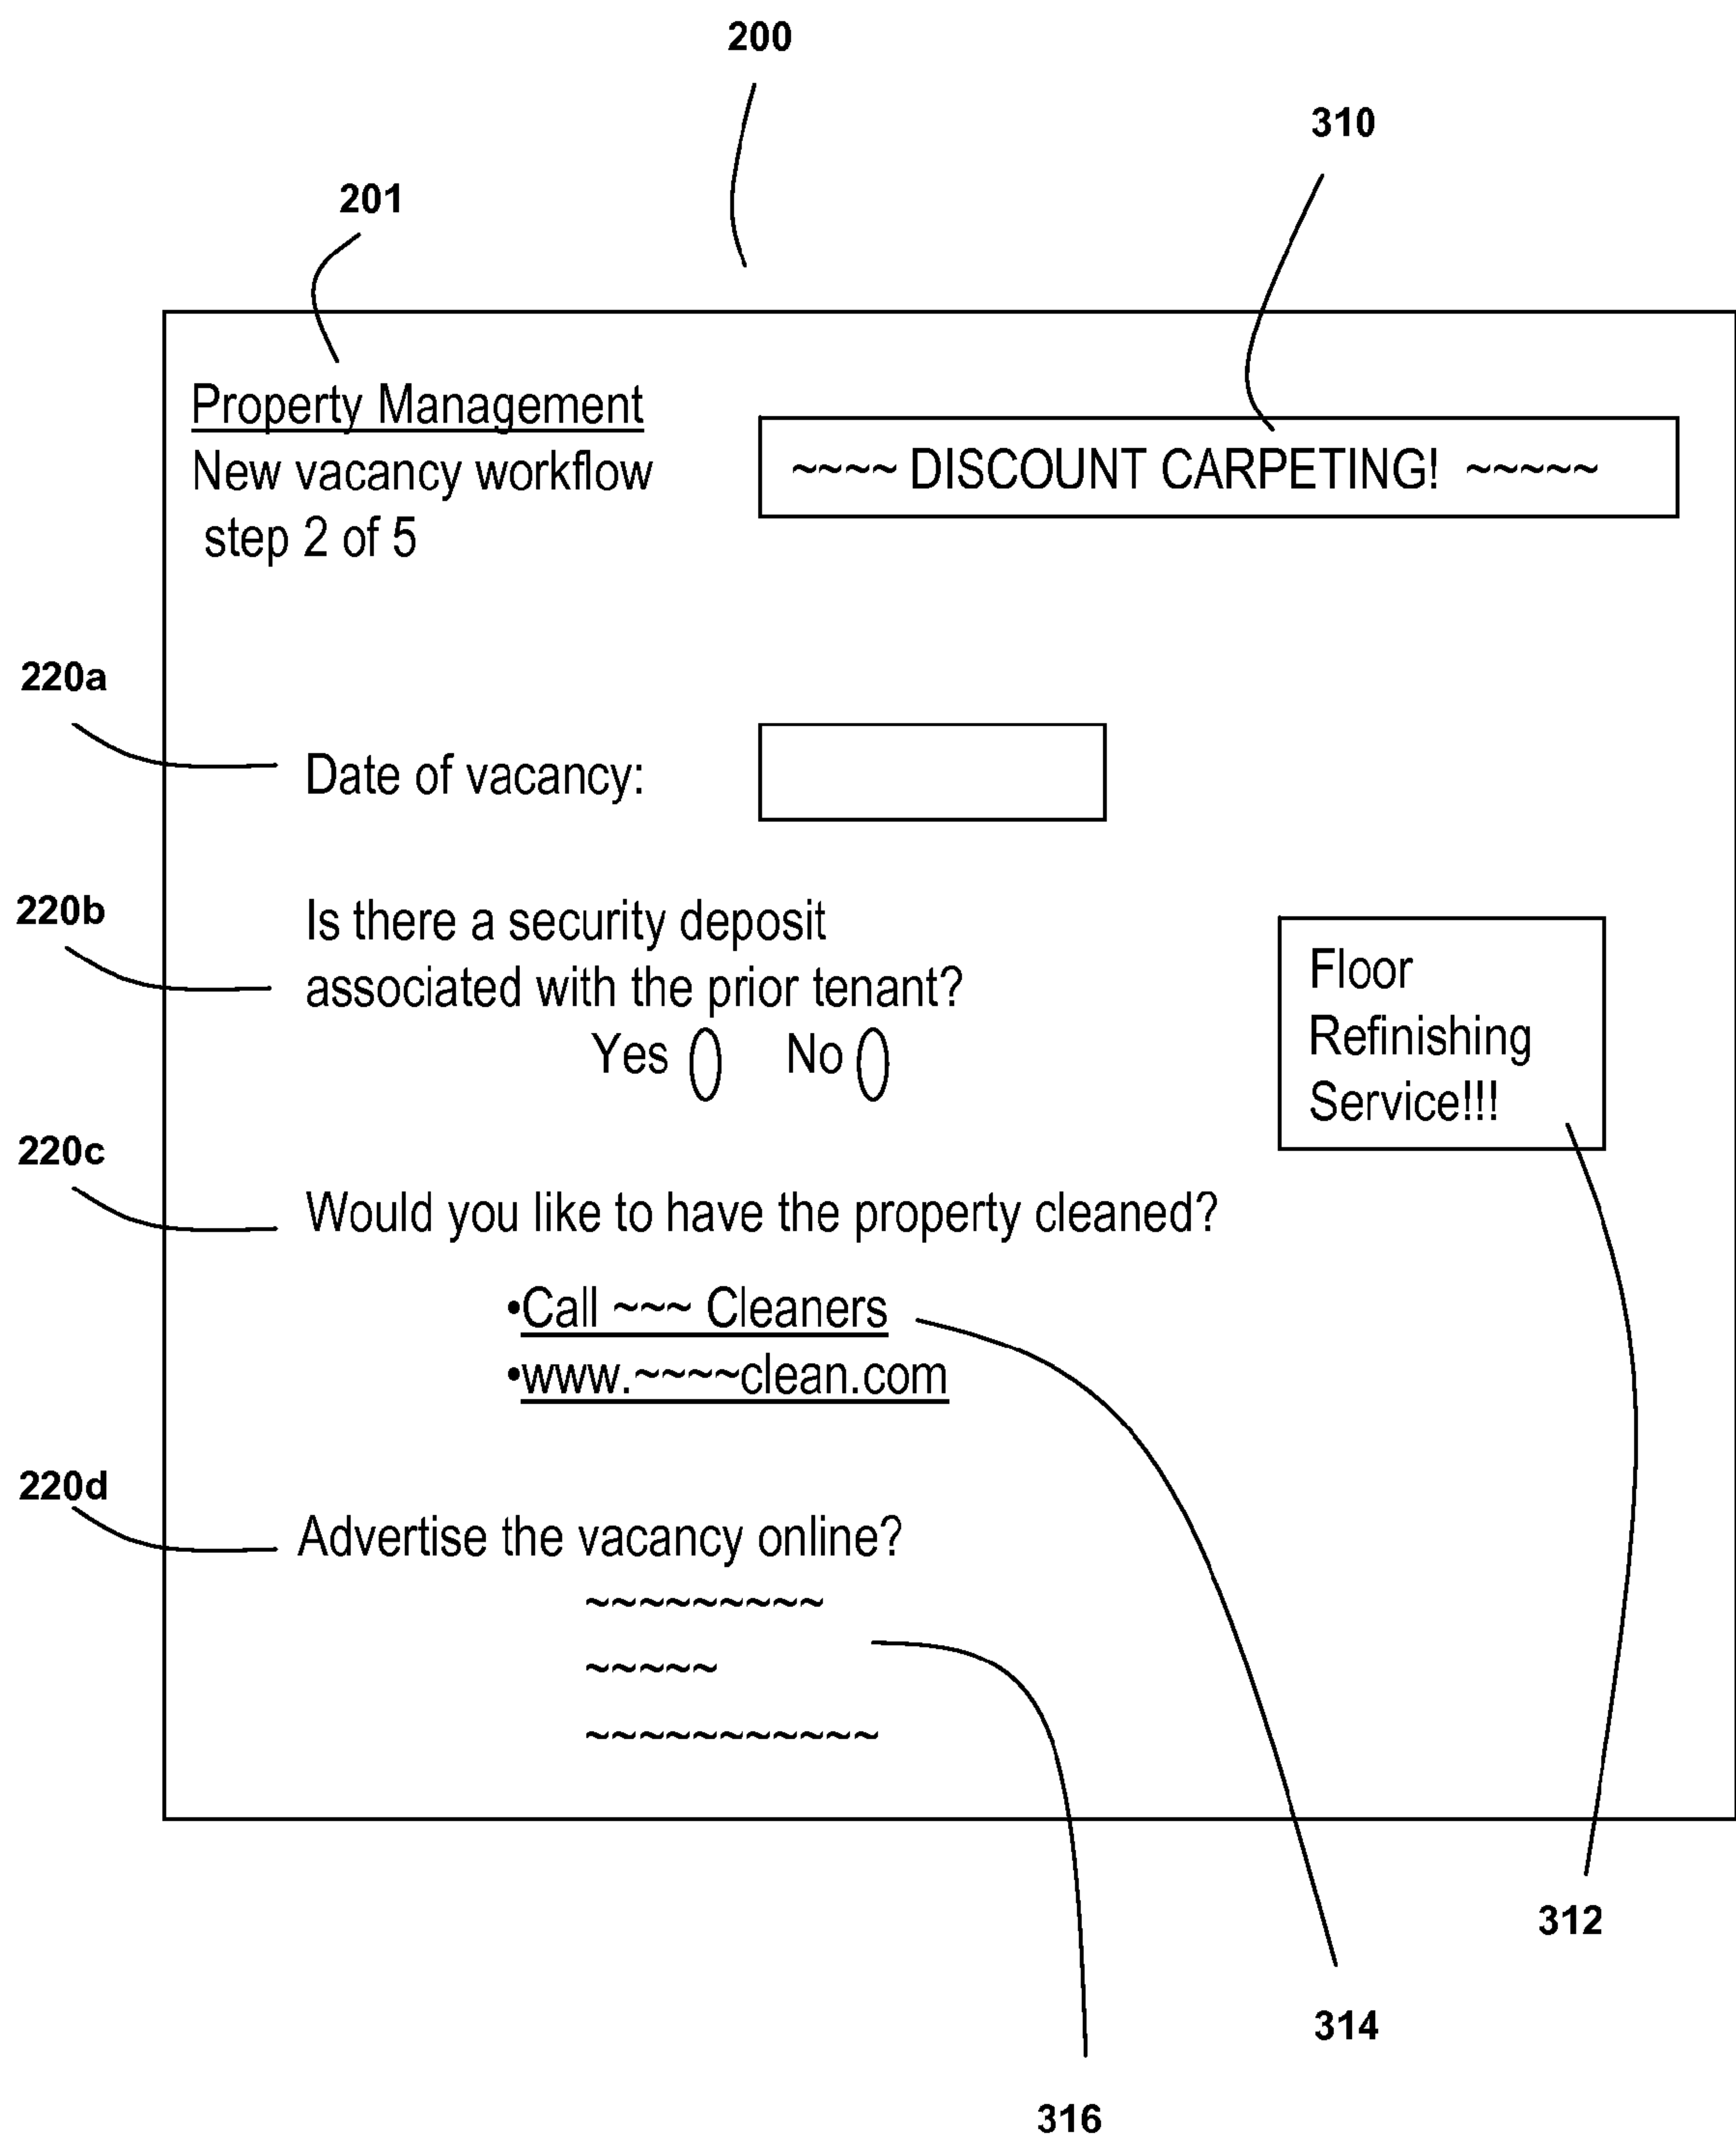 200
310
201
Property Management
New vacancy workflow
step 2 of 5
~~~~ DISCOUNT CARPETING! ~~~~~
220a
Date of vacancy:
220b
Is there a security deposit
associated with the prior tenant?
Yes No
Floor
Refinishing
Service!!!
220c
Would you like to have the property cleaned?
•Call ~~~ Cleaners
•www.~~~~clean.com
220d
Advertise the vacancy online?
~~~~~~~~~
~~~~~
~~~~~~~~~~~
312
314
316